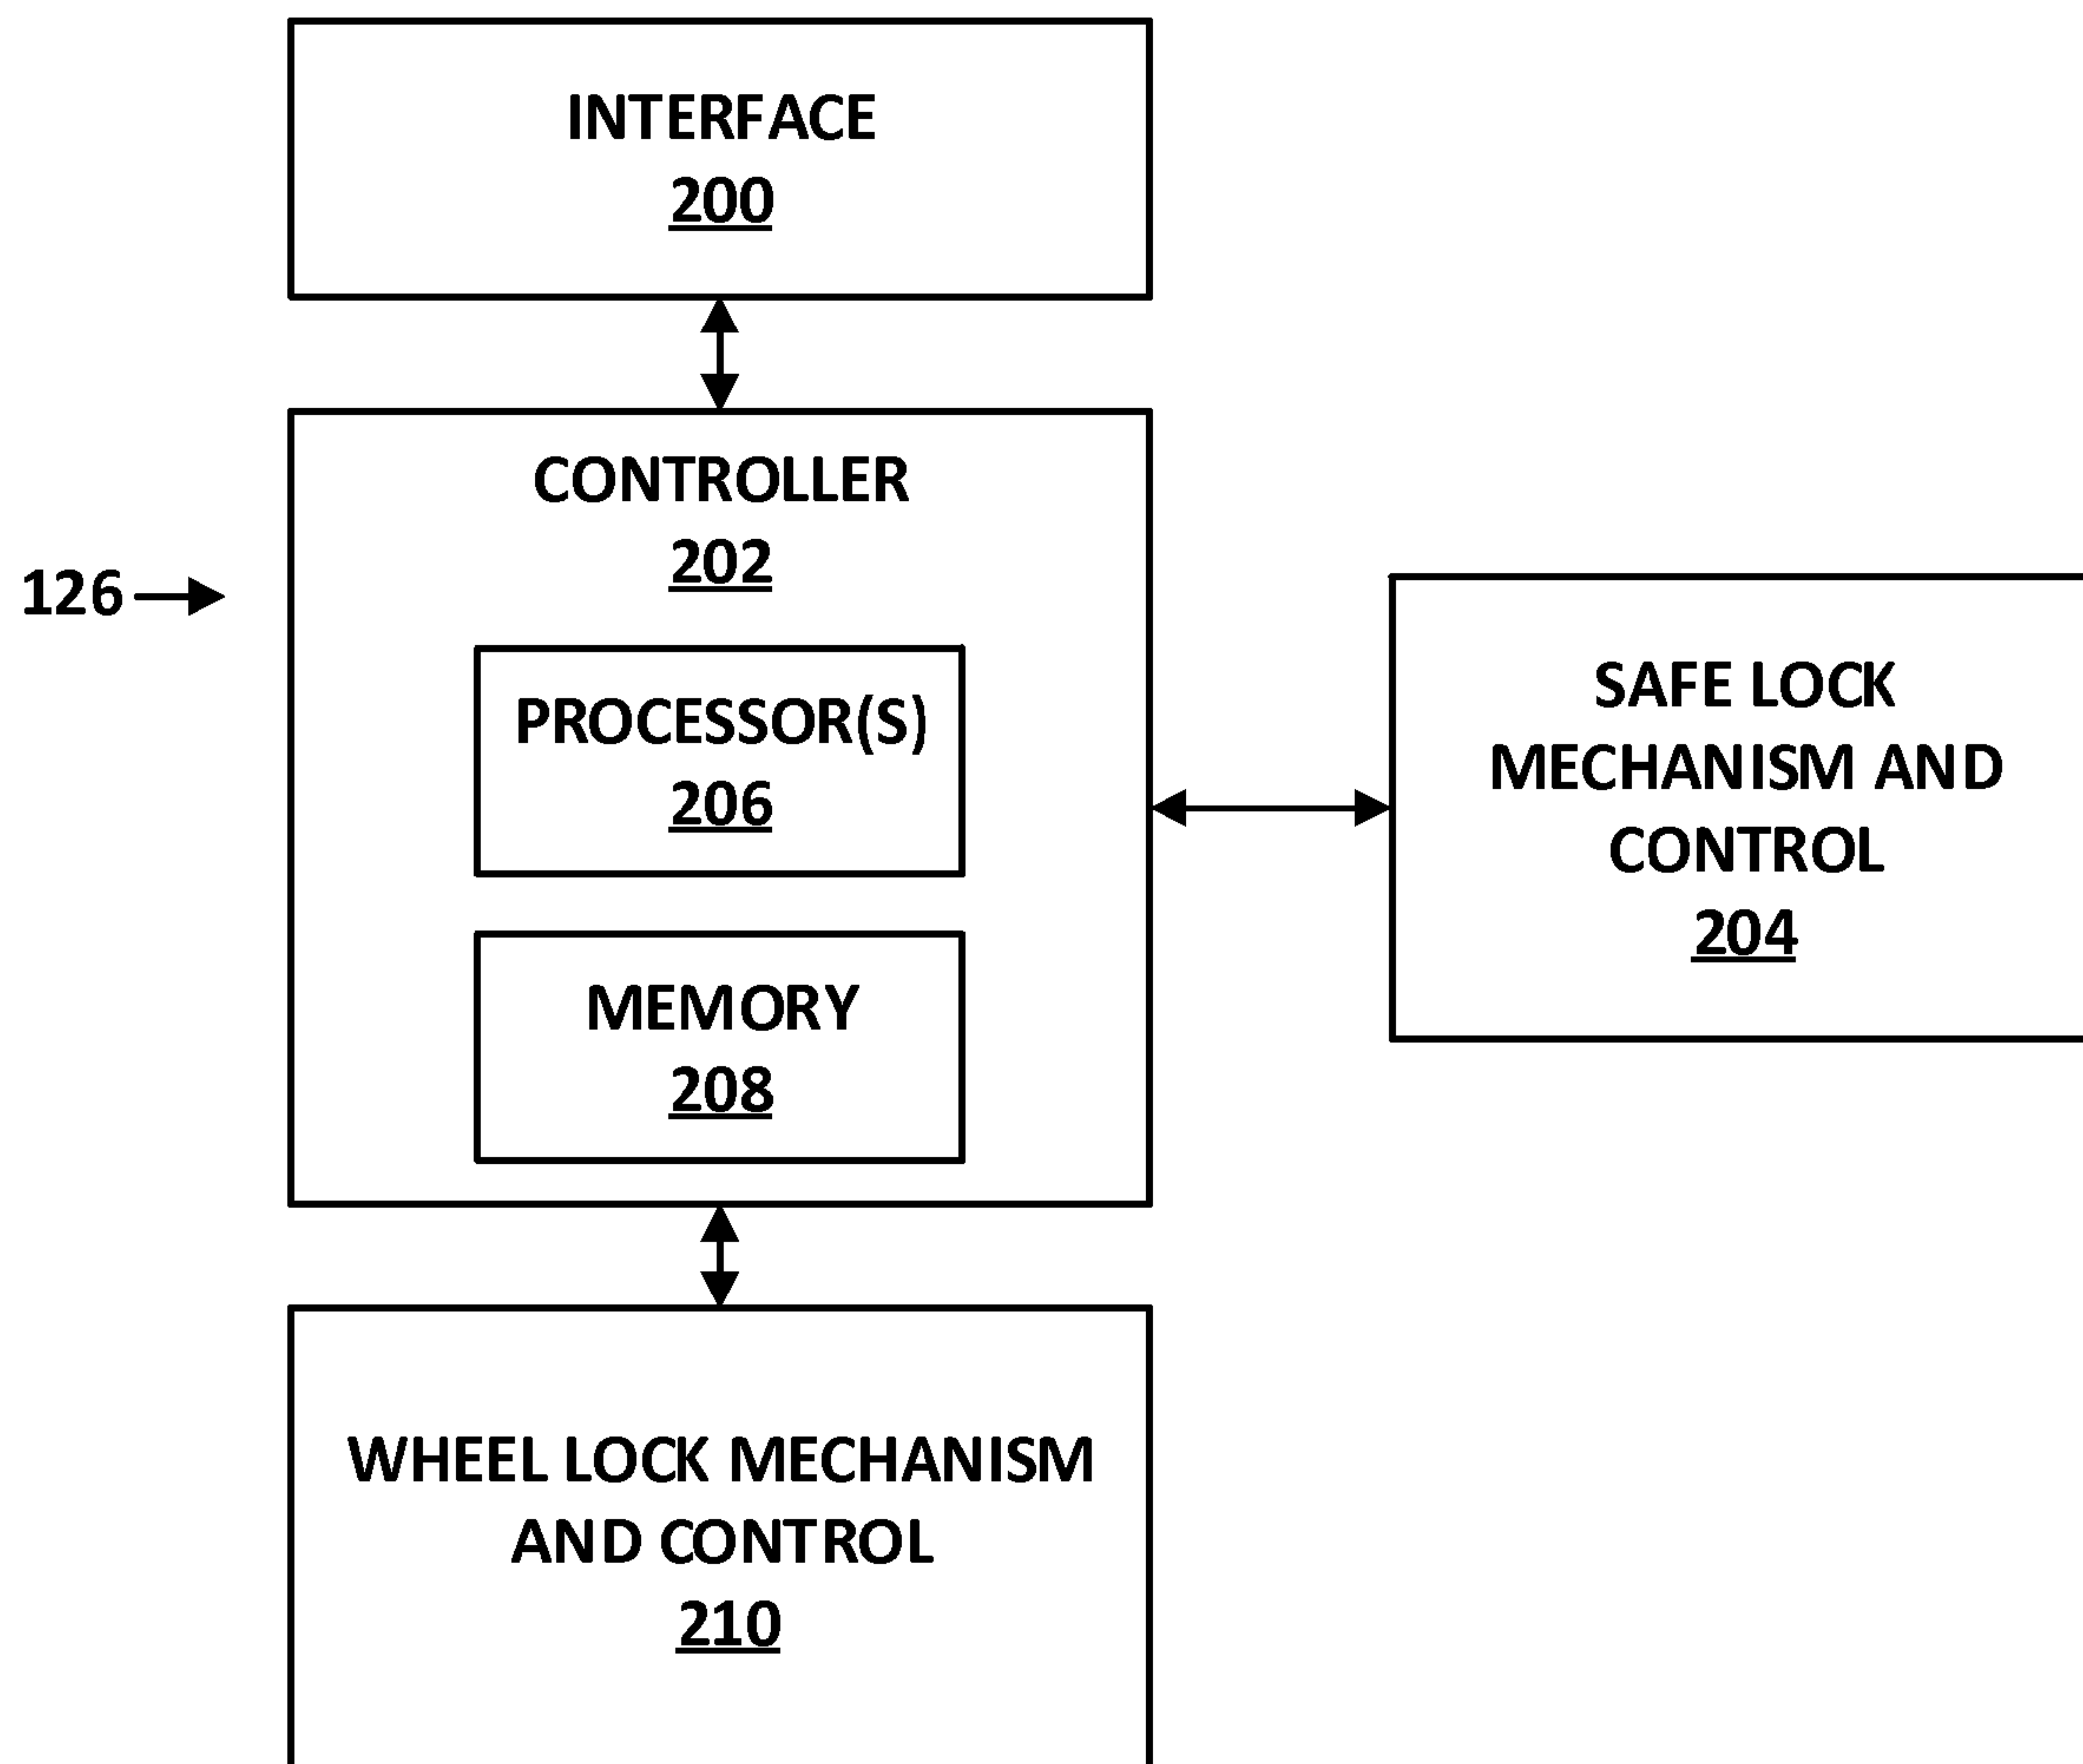 INTERFACE
200
CONTROLLER
202
126
PROCESSOR(S)
206
MEMORY
208
SAFE LOCK
MECHANISM AND
CONTROL
204
WHEEL LOCK MECHANISM
AND CONTROL
210